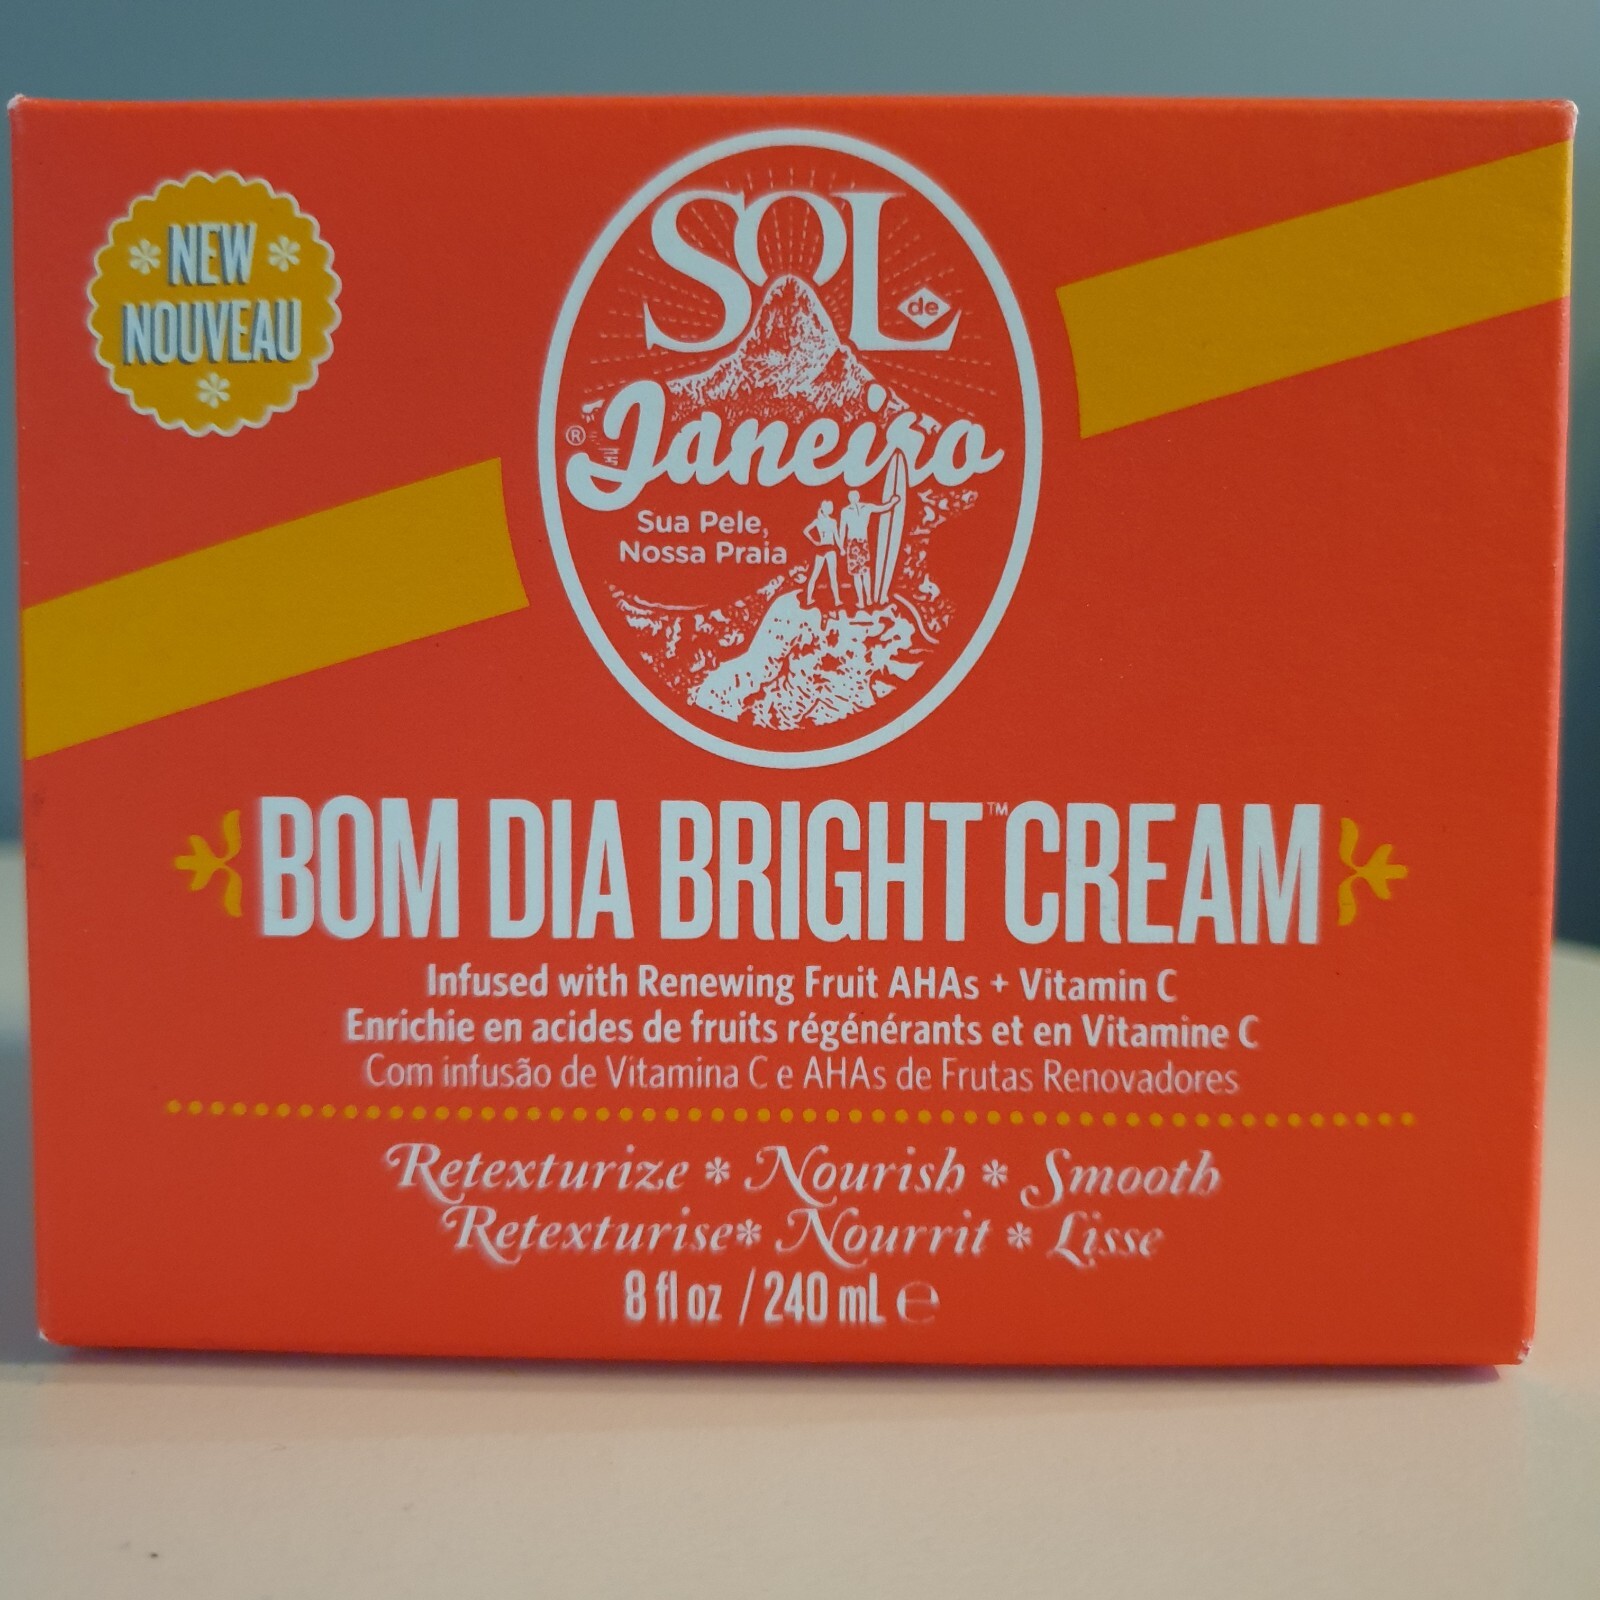 NEW
NOUVEAU
SOL
de
Janeiro
®
Sua Pele,
Nossa Praia
BOM DIA BRIGHT™ CREAM
Infused with Renewing Fruit AHAs + Vitamin C
Enrichie en acides de fruits régénérants et en Vitamine C
Com infusão de Vitamina C e AHAs de Frutas Renovadores
Retexturize * Nourish * Smooth
Retexturise* Nourrit * Lisse
8 fl oz / 240 mL ℮